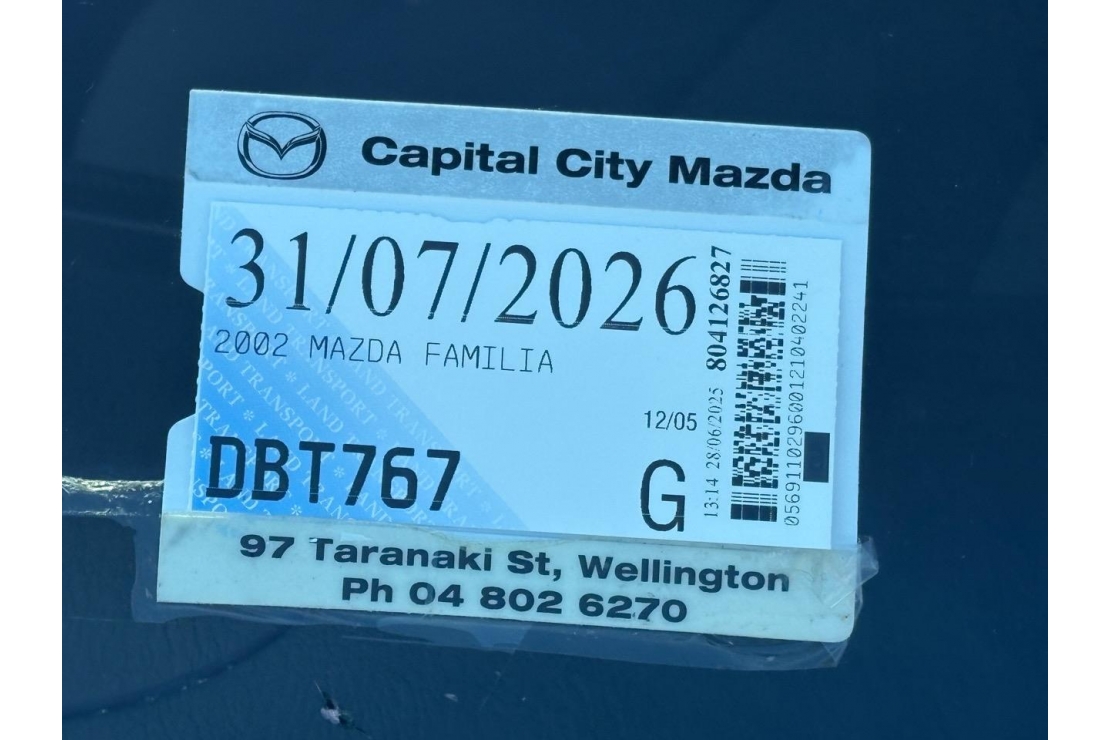 Capital City Mazda
31/07/2026
2002 MAZDA FAMILIA
12/05
DBT767
G
13:14 28/06/2025 804126827
0569110296001210402241
97 Taranaki St, Wellington
Ph 04 802 6270